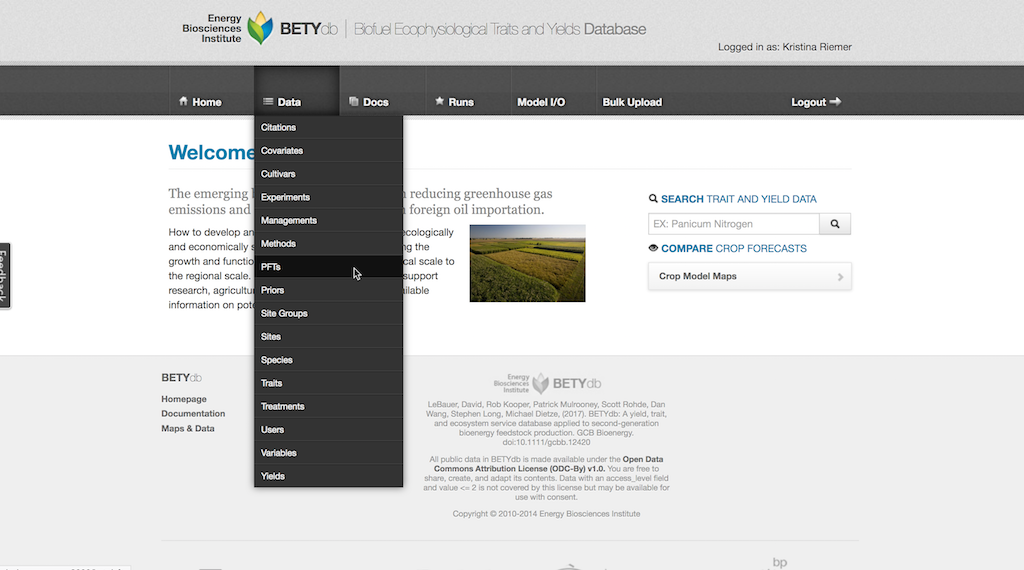 Energy
Biosciences
Institute
BETYdb | Biofuel Ecophysiological Traits and Yields Database
Logged in as: Kristina Riemer
Home
Data
Docs
Runs
Model I/O
Bulk Upload
Logout
Citations
Covariates
Cultivars
Experiments
Managements
Methods
PFTs
Priors
Site Groups
Sites
Species
Traits
Treatments
Users
Variables
Yields
Welcome
The emerging
reducing greenhouse gas
emissions and
foreign oil importation.
How to develop an
ecologically
and economically s
ng the
growth and functio
cal scale to
the regional scale.
support
research, agricultu
ailable
information on pot
SEARCH TRAIT AND YIELD DATA
EX: Panicum Nitrogen
COMPARE CROP FORECASTS
Crop Model Maps
Feedback
BETYdb
Homepage
Documentation
Maps & Data
Energy
Biosciences
Institute
BETYdb
LeBauer, David, Rob Kooper, Patrick Mulrooney, Scott Rohde, Dan
Wang, Stephen Long, Michael Dietze, (2017). BETYdb: A yield, trait,
and ecosystem service database applied to second-generation
bioenergy feedstock production. GCB Bioenergy.
doi:10.1111/gcbb.12420
All public data in BETYdb is made available under the Open Data
Commons Attribution License (ODC-By) v1.0. You are free to
share, create, and adapt its contents. Data with an access_level field
and value <= 2 is not covered by this license but may be available for
use with consent.
Copyright © 2010-2014 Energy Biosciences Institute
bp